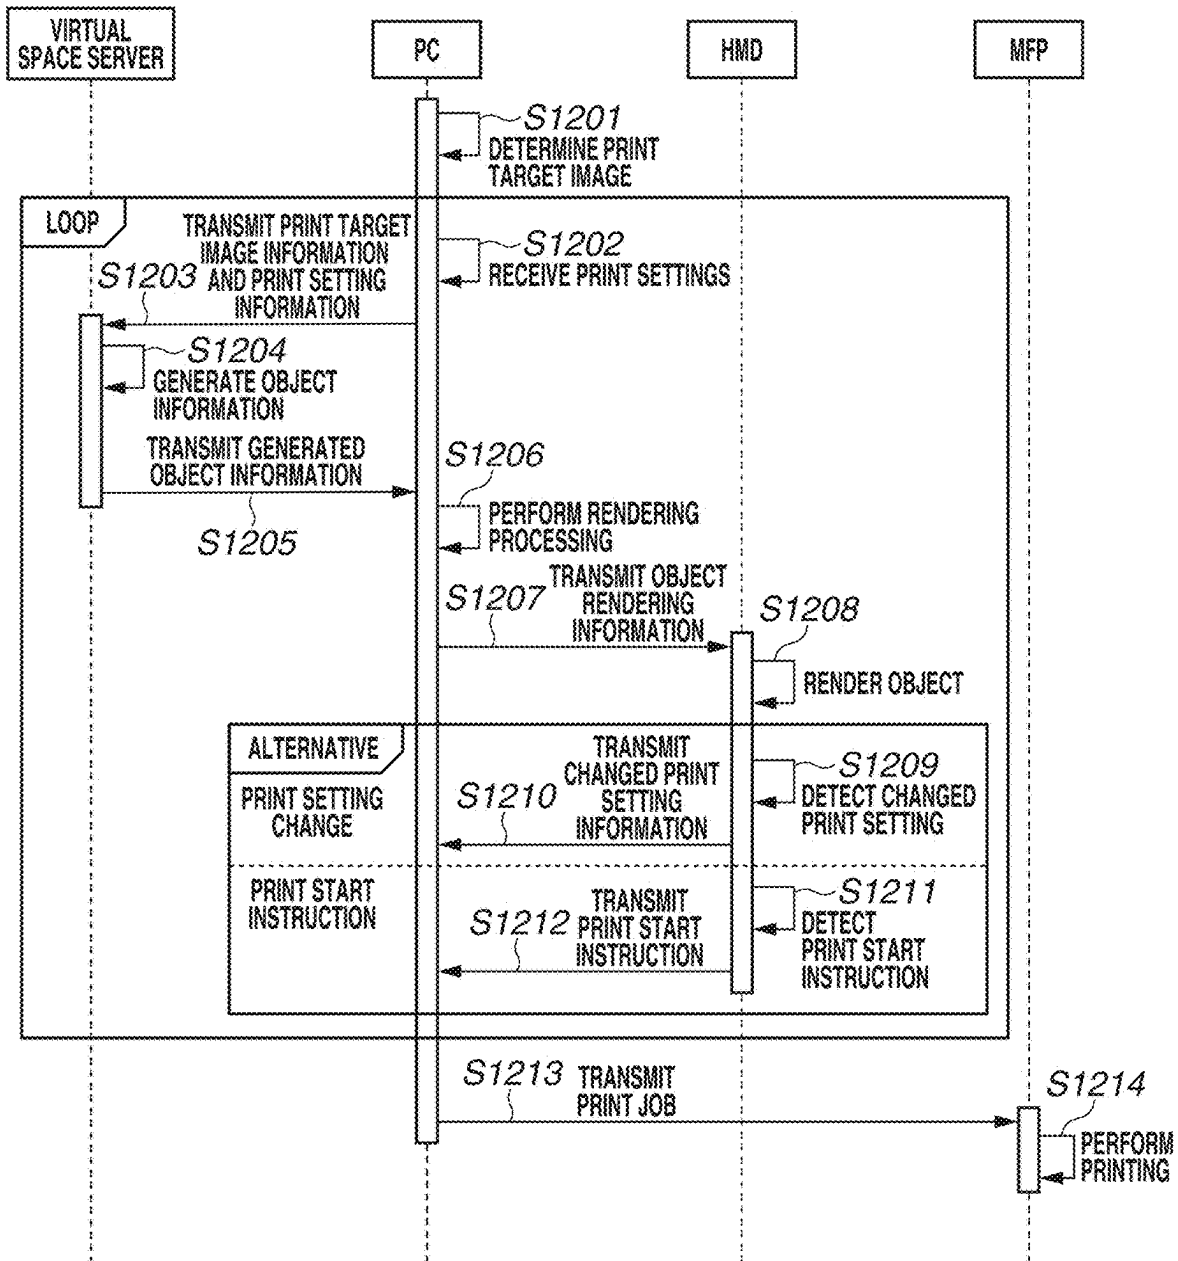 VIRTUAL
SPACE SERVER
PC
HMD
MFP
S1201
DETERMINE PRINT
TARGET IMAGE
LOOP
TRANSMIT PRINT TARGET
IMAGE INFORMATION
AND PRINT SETTING
INFORMATION
S1202
RECEIVE PRINT SETTINGS
S1203
S1204
GENERATE OBJECT
INFORMATION
TRANSMIT GENERATED
OBJECT INFORMATION
S1205
S1206
PERFORM RENDERING
PROCESSING
S1207
TRANSMIT OBJECT
RENDERING
INFORMATION
S1208
RENDER OBJECT
ALTERNATIVE
PRINT SETTING
CHANGE
S1210
TRANSMIT
CHANGED PRINT
SETTING
INFORMATION
S1209
DETECT CHANGED
PRINT SETTING
PRINT START
INSTRUCTION
S1212
TRANSMIT
PRINT START
INSTRUCTION
S1211
DETECT
PRINT START
INSTRUCTION
S1213
TRANSMIT
PRINT JOB
S1214
PERFORM
PRINTING